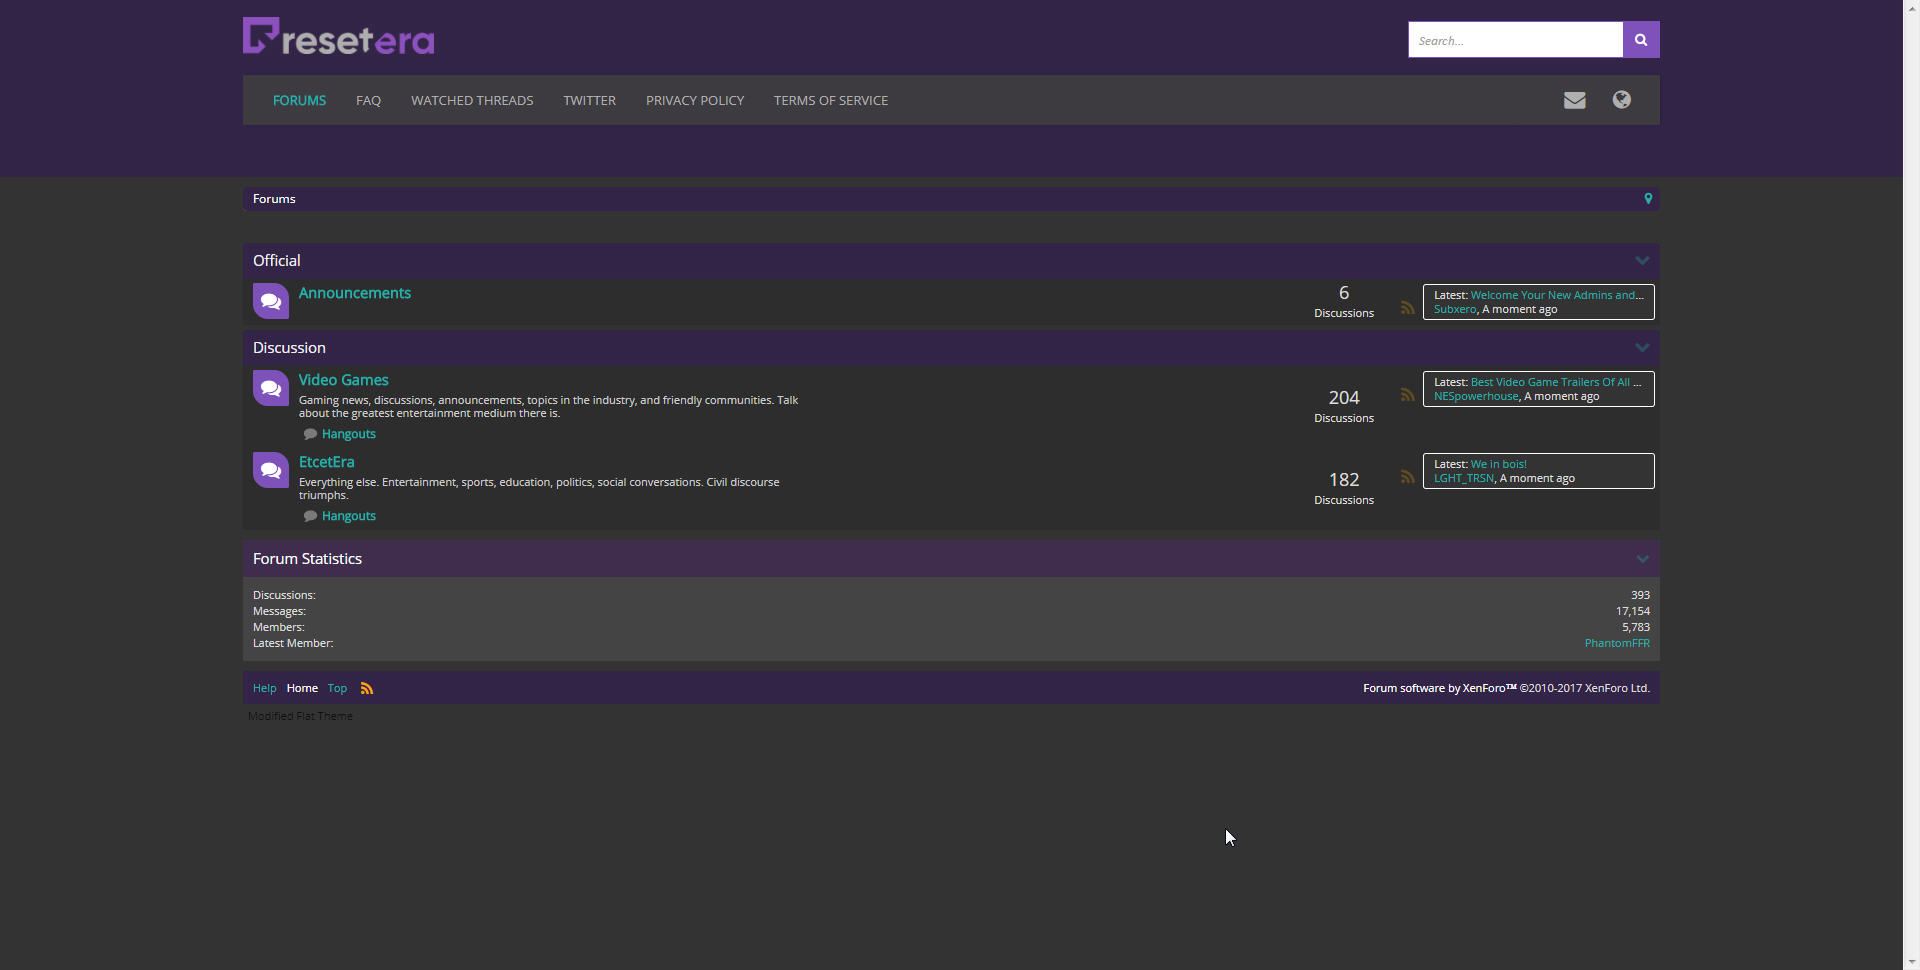 resetera
Search...
FORUMS FAQ WATCHED THREADS TWITTER PRIVACY POLICY TERMS OF SERVICE
Forums
Official
Announcements
6
Discussions
Latest: Welcome Your New Admins and...
Subxero, A moment ago
Discussion
Video Games
Gaming news, discussions, announcements, topics in the industry, and friendly communities. Talk
about the greatest entertainment medium there is.
Hangouts
204
Discussions
Latest: Best Video Game Trailers Of All ...
NESpowerhouse, A moment ago
EtcetEra
Everything else. Entertainment, sports, education, politics, social conversations. Civil discourse
triumphs.
Hangouts
182
Discussions
Latest: We in bois!
LGHT_TRSN, A moment ago
Forum Statistics
Discussions: 393
Messages: 17,154
Members: 5,783
Latest Member: PhantomFFR
Help Home Top Forum software by XenForo™ ©2010-2017 XenForo Ltd.
Modified Flat Theme